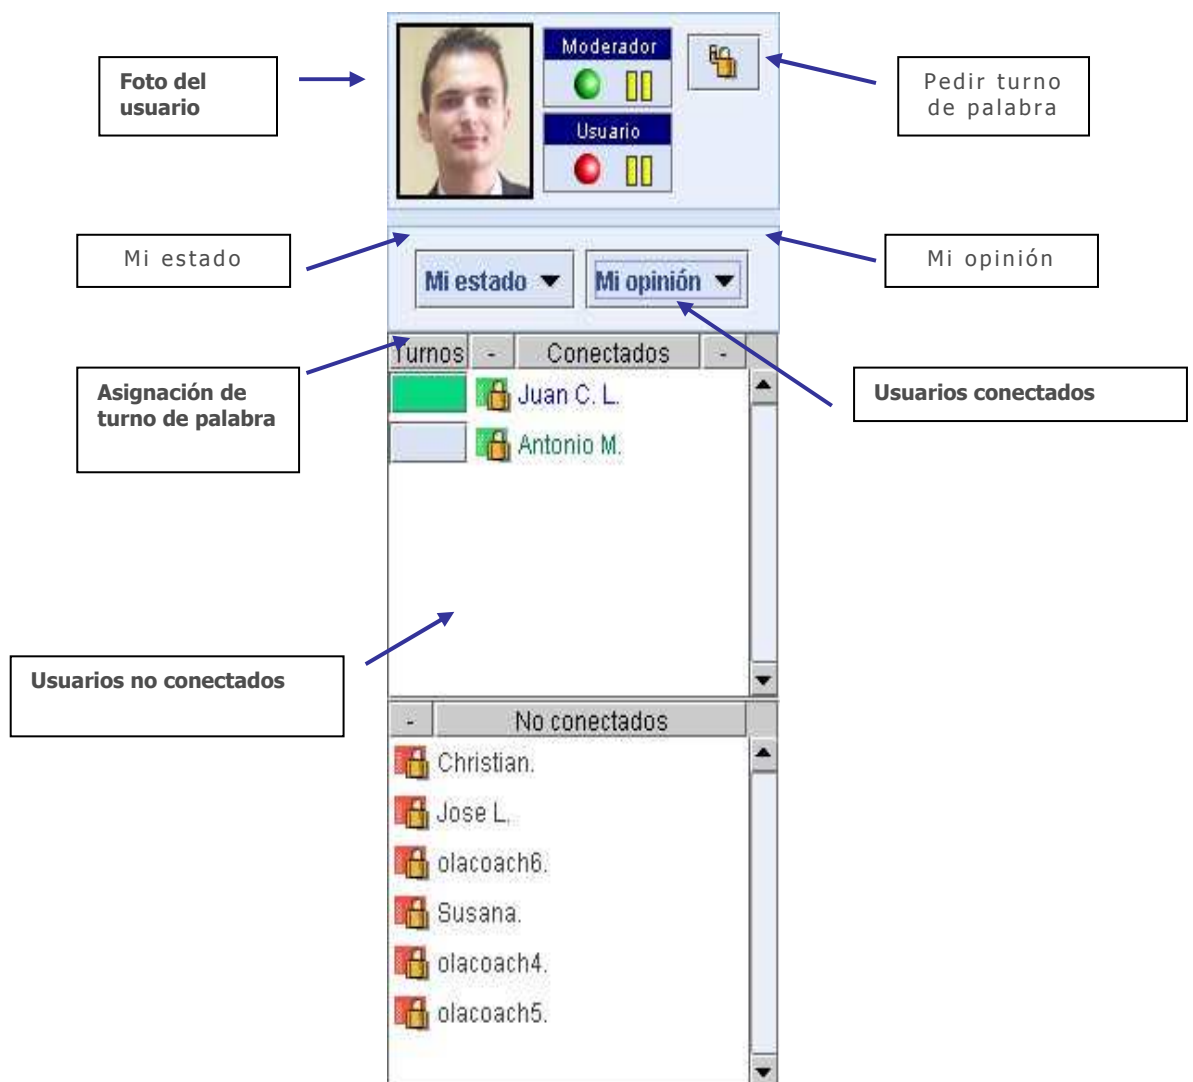 Foto del
usuario
Moderador
Usuario
Pedir turno
de palabra
Mi estado
Mi opinión
Mi estado
Mi opinión
Turnos - Conectados -
Asignación de
turno de palabra
Juan C. L.
Antonio M.
Usuarios conectados
Usuarios no conectados
- No conectados
Christian.
Jose L.
olacoach6.
Susana.
olacoach4.
olacoach5.